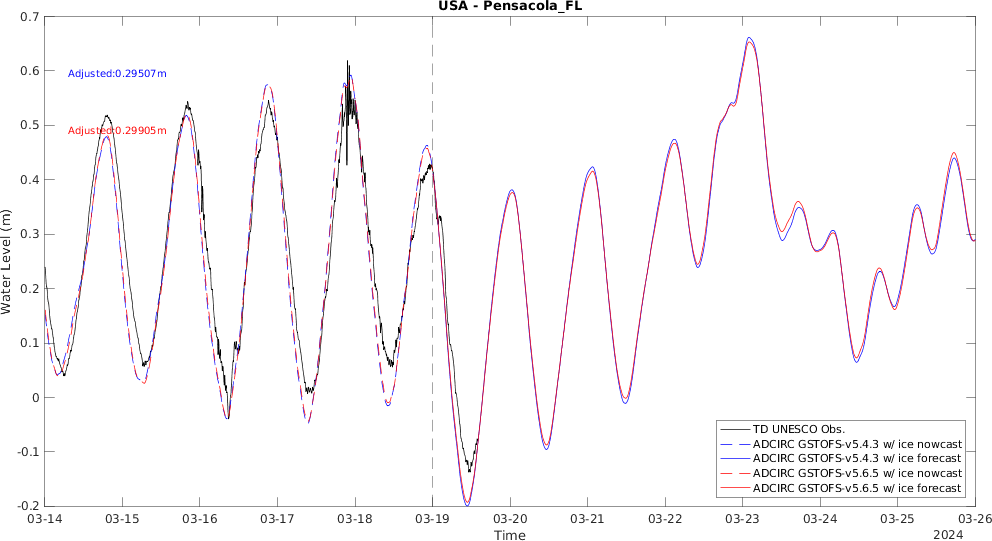 USA - Pensacola_FL
0.7
0.6
0.5
0.4
0.3
0.2
0.1
0
-0.1
-0.2
Water Level (m)
Adjusted:0.29507m
Adjusted:0.29905m
TD UNESCO Obs.
ADCIRC GSTOFS-v5.4.3 w/ ice nowcast
ADCIRC GSTOFS-v5.4.3 w/ ice forecast
ADCIRC GSTOFS-v5.6.5 w/ ice nowcast
ADCIRC GSTOFS-v5.6.5 w/ ice forecast
03-14 03-15 03-16 03-17 03-18 03-19 03-20 03-21 03-22 03-23 03-24 03-25 03-26
Time
2024